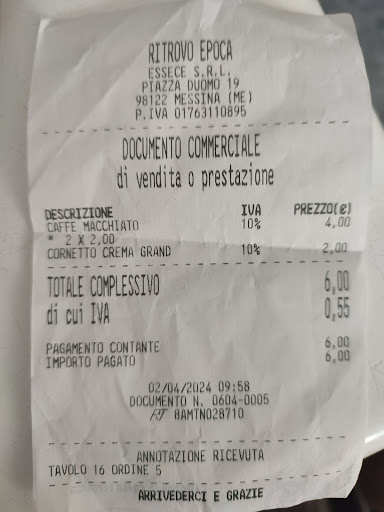 RITROVO EPOCA
ESSECE S.R.L.
PIAZZA DUOMO 19
98122 MESSINA (ME)
P.IVA 01763110895
DOCUMENTO COMMERCIALE
di vendita o prestazione
DESCRIZIONE IVA PREZZO(€)
CAFFE MACCHIATO 10% 4,00
* 2 X 2,00
CORNETTO CREMA GRAND 10% 2,00
TOTALE COMPLESSIVO 6,00
di cui IVA 0,55
PAGAMENTO CONTANTE 6,00
IMPORTO PAGATO 6,00
02/04/2024 09:58
DOCUMENTO N. 0604-0005
RT 8AMTN028710
ANNOTAZIONE RICEVUTA
TAVOLO 16 ORDINE 5
ARRIVEDERCI E GRAZIE